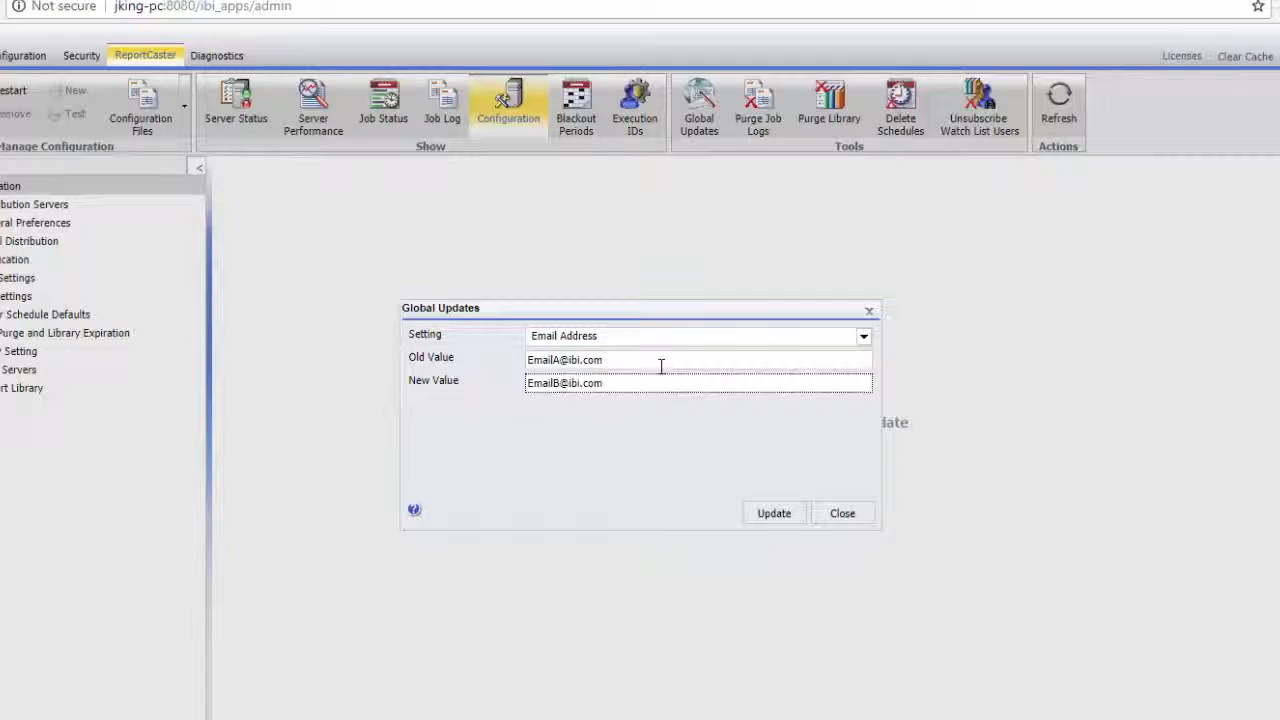 Not secure jking-pc:8080/ibi_apps/admin
figuration Security ReportCaster Diagnostics Licenses Clear Cache
estart New
emove Test
Configuration Files
Server Status
Server Performance
Job Status
Job Log
Configuration
Blackout Periods
Execution IDs
Global Updates
Purge Job Logs
Purge Library
Delete Schedules
Unsubscribe Watch List Users
Refresh
Manage Configuration Show Tools Actions
<
ation
bution Servers
eral Preferences
l Distribution
ication
Settings
ettings
r Schedule Defaults
Purge and Library Expiration
Setting
Servers
rt Library
Global Updates x
Setting Email Address
Old Value EmailA@ibi.com
New Value EmailB@ibi.com
date
? Update Close